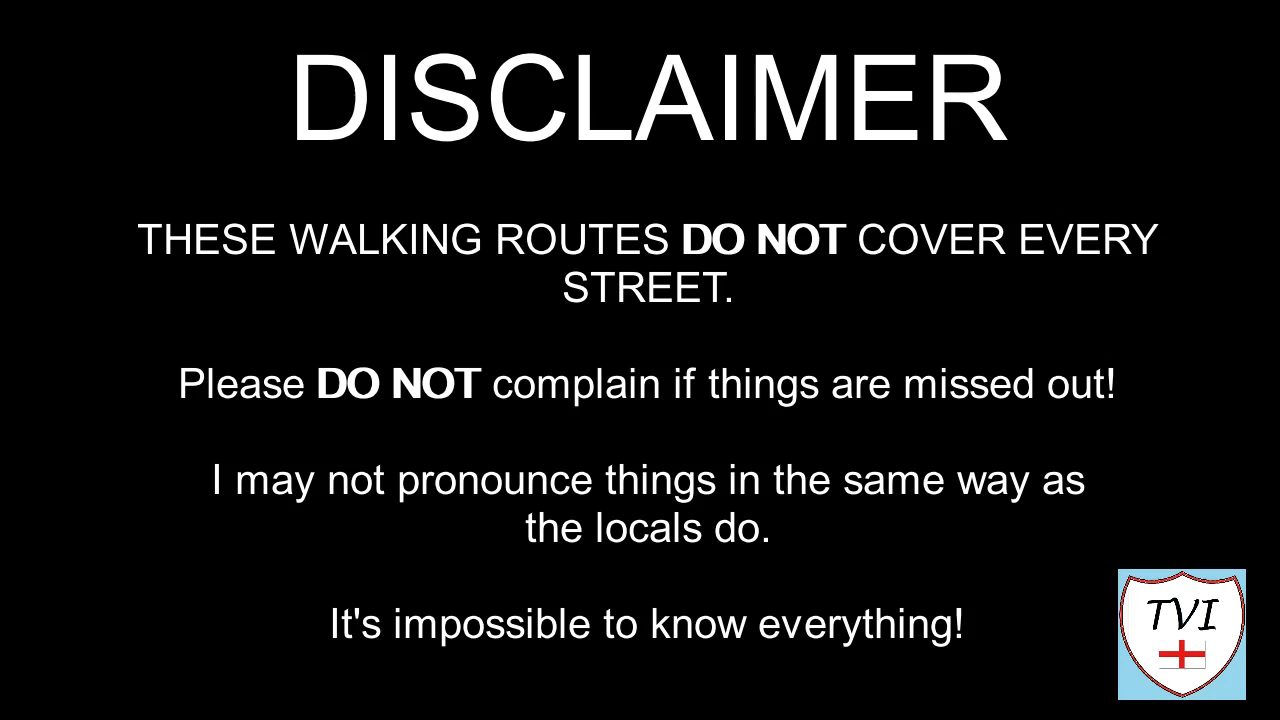 DISCLAIMER
THESE WALKING ROUTES DO NOT COVER EVERY
STREET.
Please DO NOT complain if things are missed out!
I may not pronounce things in the same way as
the locals do.
It's impossible to know everything!
TVI